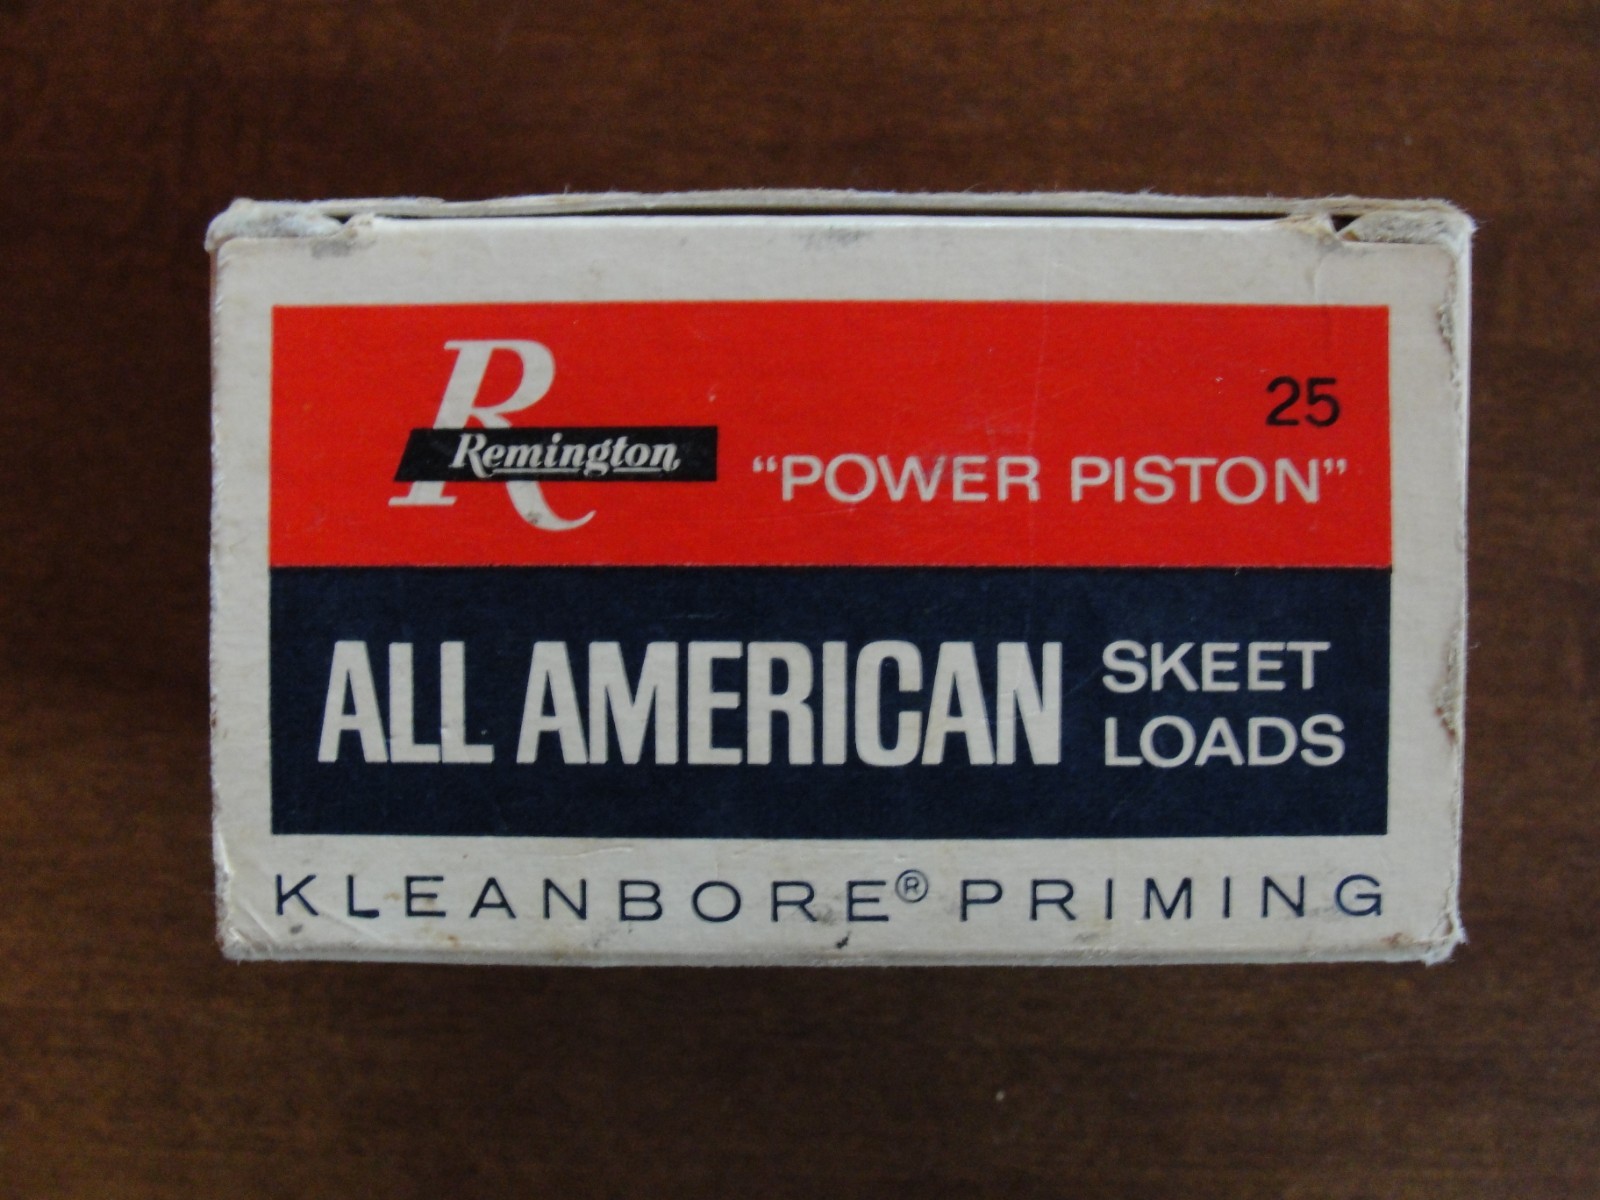 R
Remington
25
“POWER PISTON”
ALL AMERICAN SKEET
LOADS
KLEANBORE® PRIMING